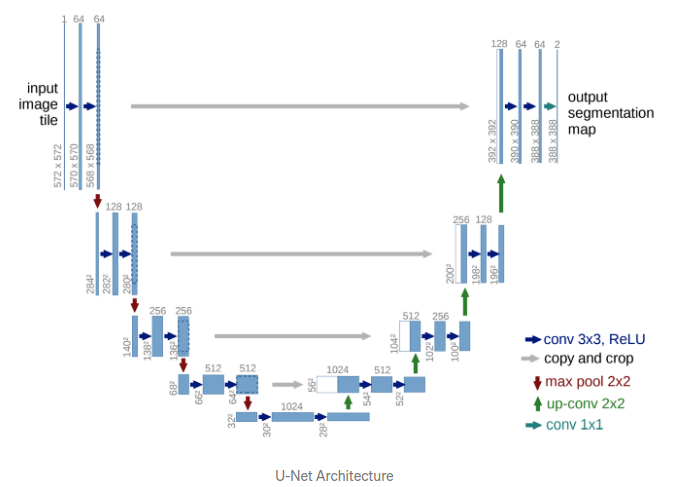 1 64 64
128 64 64 2
input
image
tile
output
segmentation
map
572 x 572
570 x 570
568 x 568
392 x 392
390 x 390
388 x 388
388 x 388
128 128
256 128
284²
282²
280²
200²
198²
196²
256 256
512 256
140²
138²
136²
104²
102²
100²
512 512
1024 512
68²
66²
64²
56²
54²
52²
1024
32²
30²
28²
conv 3x3, ReLU
copy and crop
max pool 2x2
up-conv 2x2
conv 1x1
U-Net Architecture